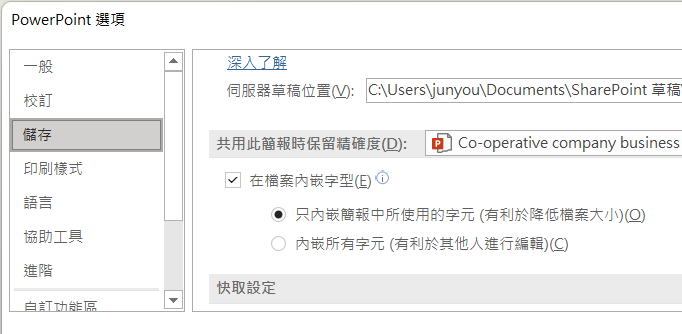 PowerPoint 選項
一般
校訂
儲存
印刷樣式
語言
協助工具
進階
自訂功能區
深入了解
伺服器草稿位置(V): C:\Users\junyou\Documents\SharePoint 草稿\
共用此簡報時保留精確度(D): Co-operative company business
在檔案內嵌字型(E)
只內嵌簡報中所使用的字元 (有利於降低檔案大小)(O)
內嵌所有字元 (有利於其他人進行編輯)(C)
快取設定